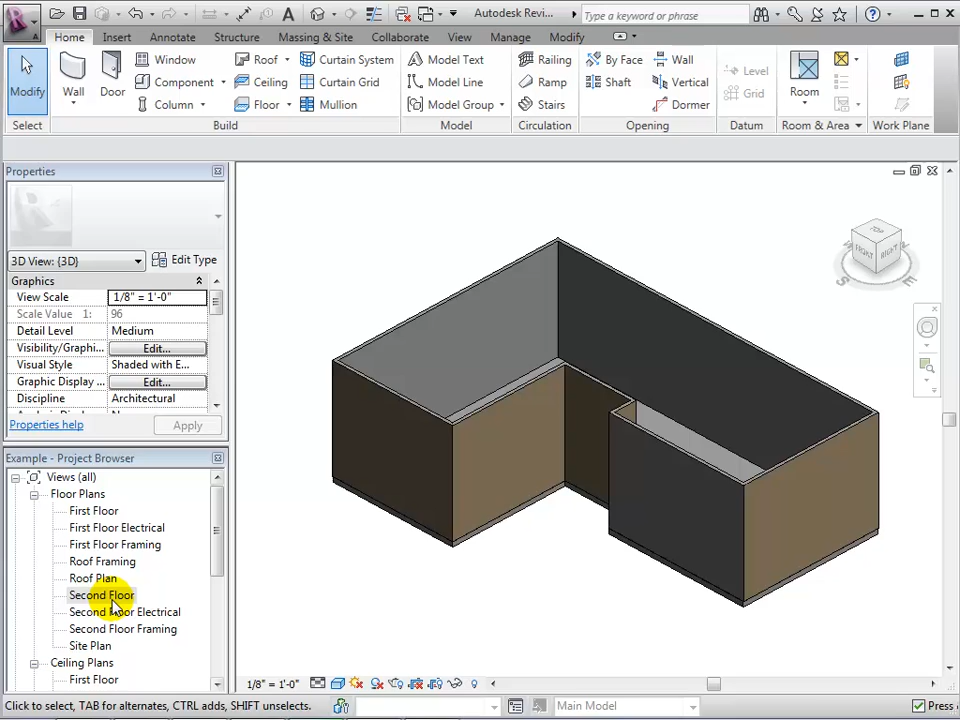 Autodesk Revi...
Type a keyword or phrase
Home Insert Annotate Structure Massing & Site Collaborate View Manage Modify
Modify
Wall
Door
Window
Component
Column
Roof
Ceiling
Floor
Curtain System
Curtain Grid
Mullion
Model Text
Model Line
Model Group
Railing
Ramp
Stairs
By Face
Shaft
Wall
Vertical
Dormer
Level
Grid
Room
Select Build Model Circulation Opening Datum Room & Area Work Plane
Properties
3D View: {3D} Edit Type
Graphics
View Scale 1/8" = 1'-0"
Scale Value 1: 96
Detail Level Medium
Visibility/Graphi... Edit...
Visual Style Shaded with E...
Graphic Display ... Edit...
Discipline Architectural
Properties help Apply
Example - Project Browser
Views (all)
Floor Plans
First Floor
First Floor Electrical
First Floor Framing
Roof Framing
Roof Plan
Second Floor
Second Floor Electrical
Second Floor Framing
Site Plan
Ceiling Plans
First Floor
TOP
FRONT
RIGHT
1/8" = 1'-0"
Click to select, TAB for alternates, CTRL adds, SHIFT unselects.
Main Model
Press